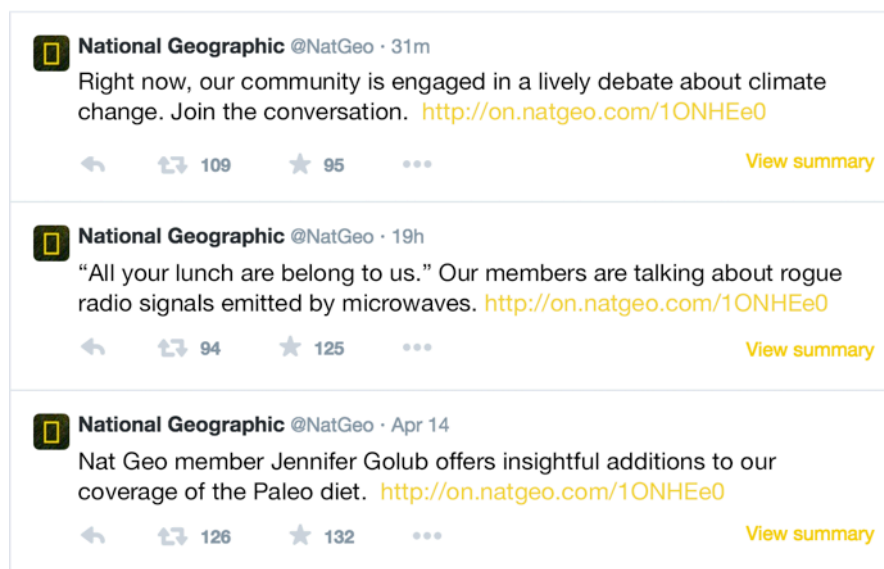 National Geographic @NatGeo · 31m
Right now, our community is engaged in a lively debate about climate
change. Join the conversation. http://on.natgeo.com/1ONHEe0
109 95 View summary
National Geographic @NatGeo · 19h
“All your lunch are belong to us.” Our members are talking about rogue
radio signals emitted by microwaves. http://on.natgeo.com/1ONHEe0
94 125 View summary
National Geographic @NatGeo · Apr 14
Nat Geo member Jennifer Golub offers insightful additions to our
coverage of the Paleo diet. http://on.natgeo.com/1ONHEe0
126 132 View summary